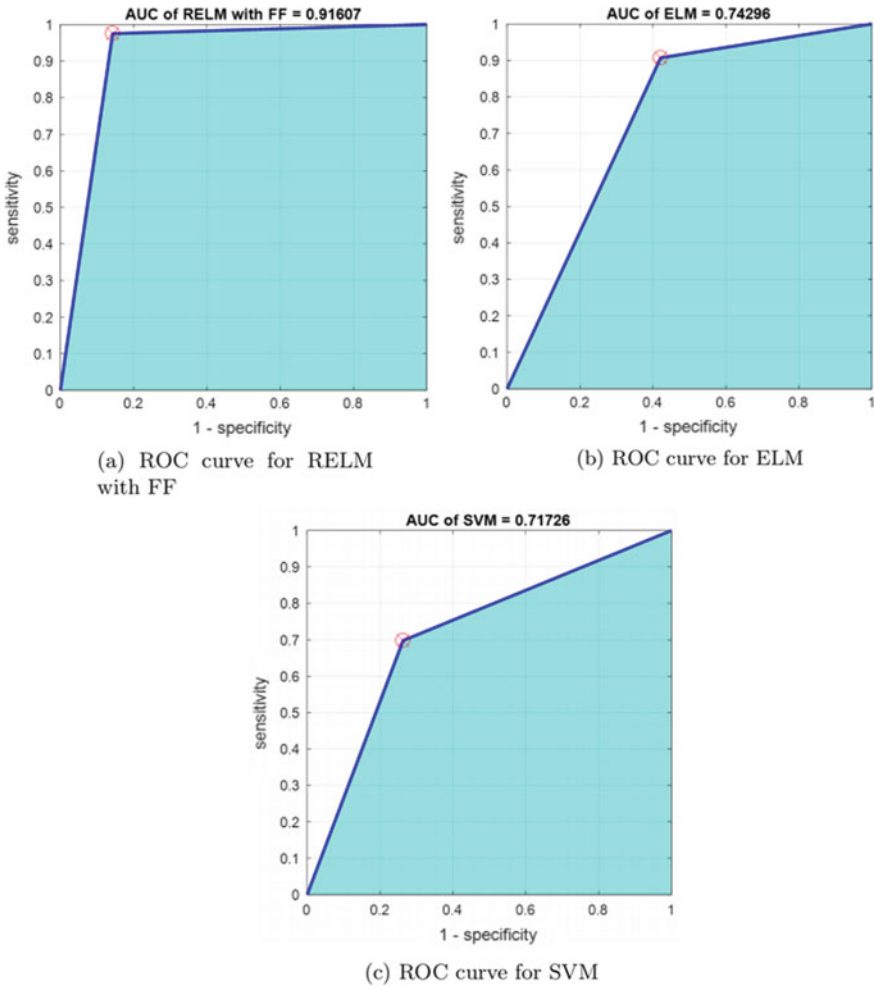 AUC of RELM with FF = 0.91607
1
0.9
0.8
0.7
0.6
0.5
0.4
0.3
0.2
0.1
0
sensitivity
0 0.2 0.4 0.6 0.8 1
1 - specificity
(a) ROC curve for RELM
with FF
AUC of ELM = 0.74296
1
0.9
0.8
0.7
0.6
0.5
0.4
0.3
0.2
0.1
0
sensitivity
0 0.2 0.4 0.6 0.8 1
1 - specificity
(b) ROC curve for ELM
AUC of SVM = 0.71726
1
0.9
0.8
0.7
0.6
0.5
0.4
0.3
0.2
0.1
0
sensitivity
0 0.2 0.4 0.6 0.8 1
1 - specificity
(c) ROC curve for SVM